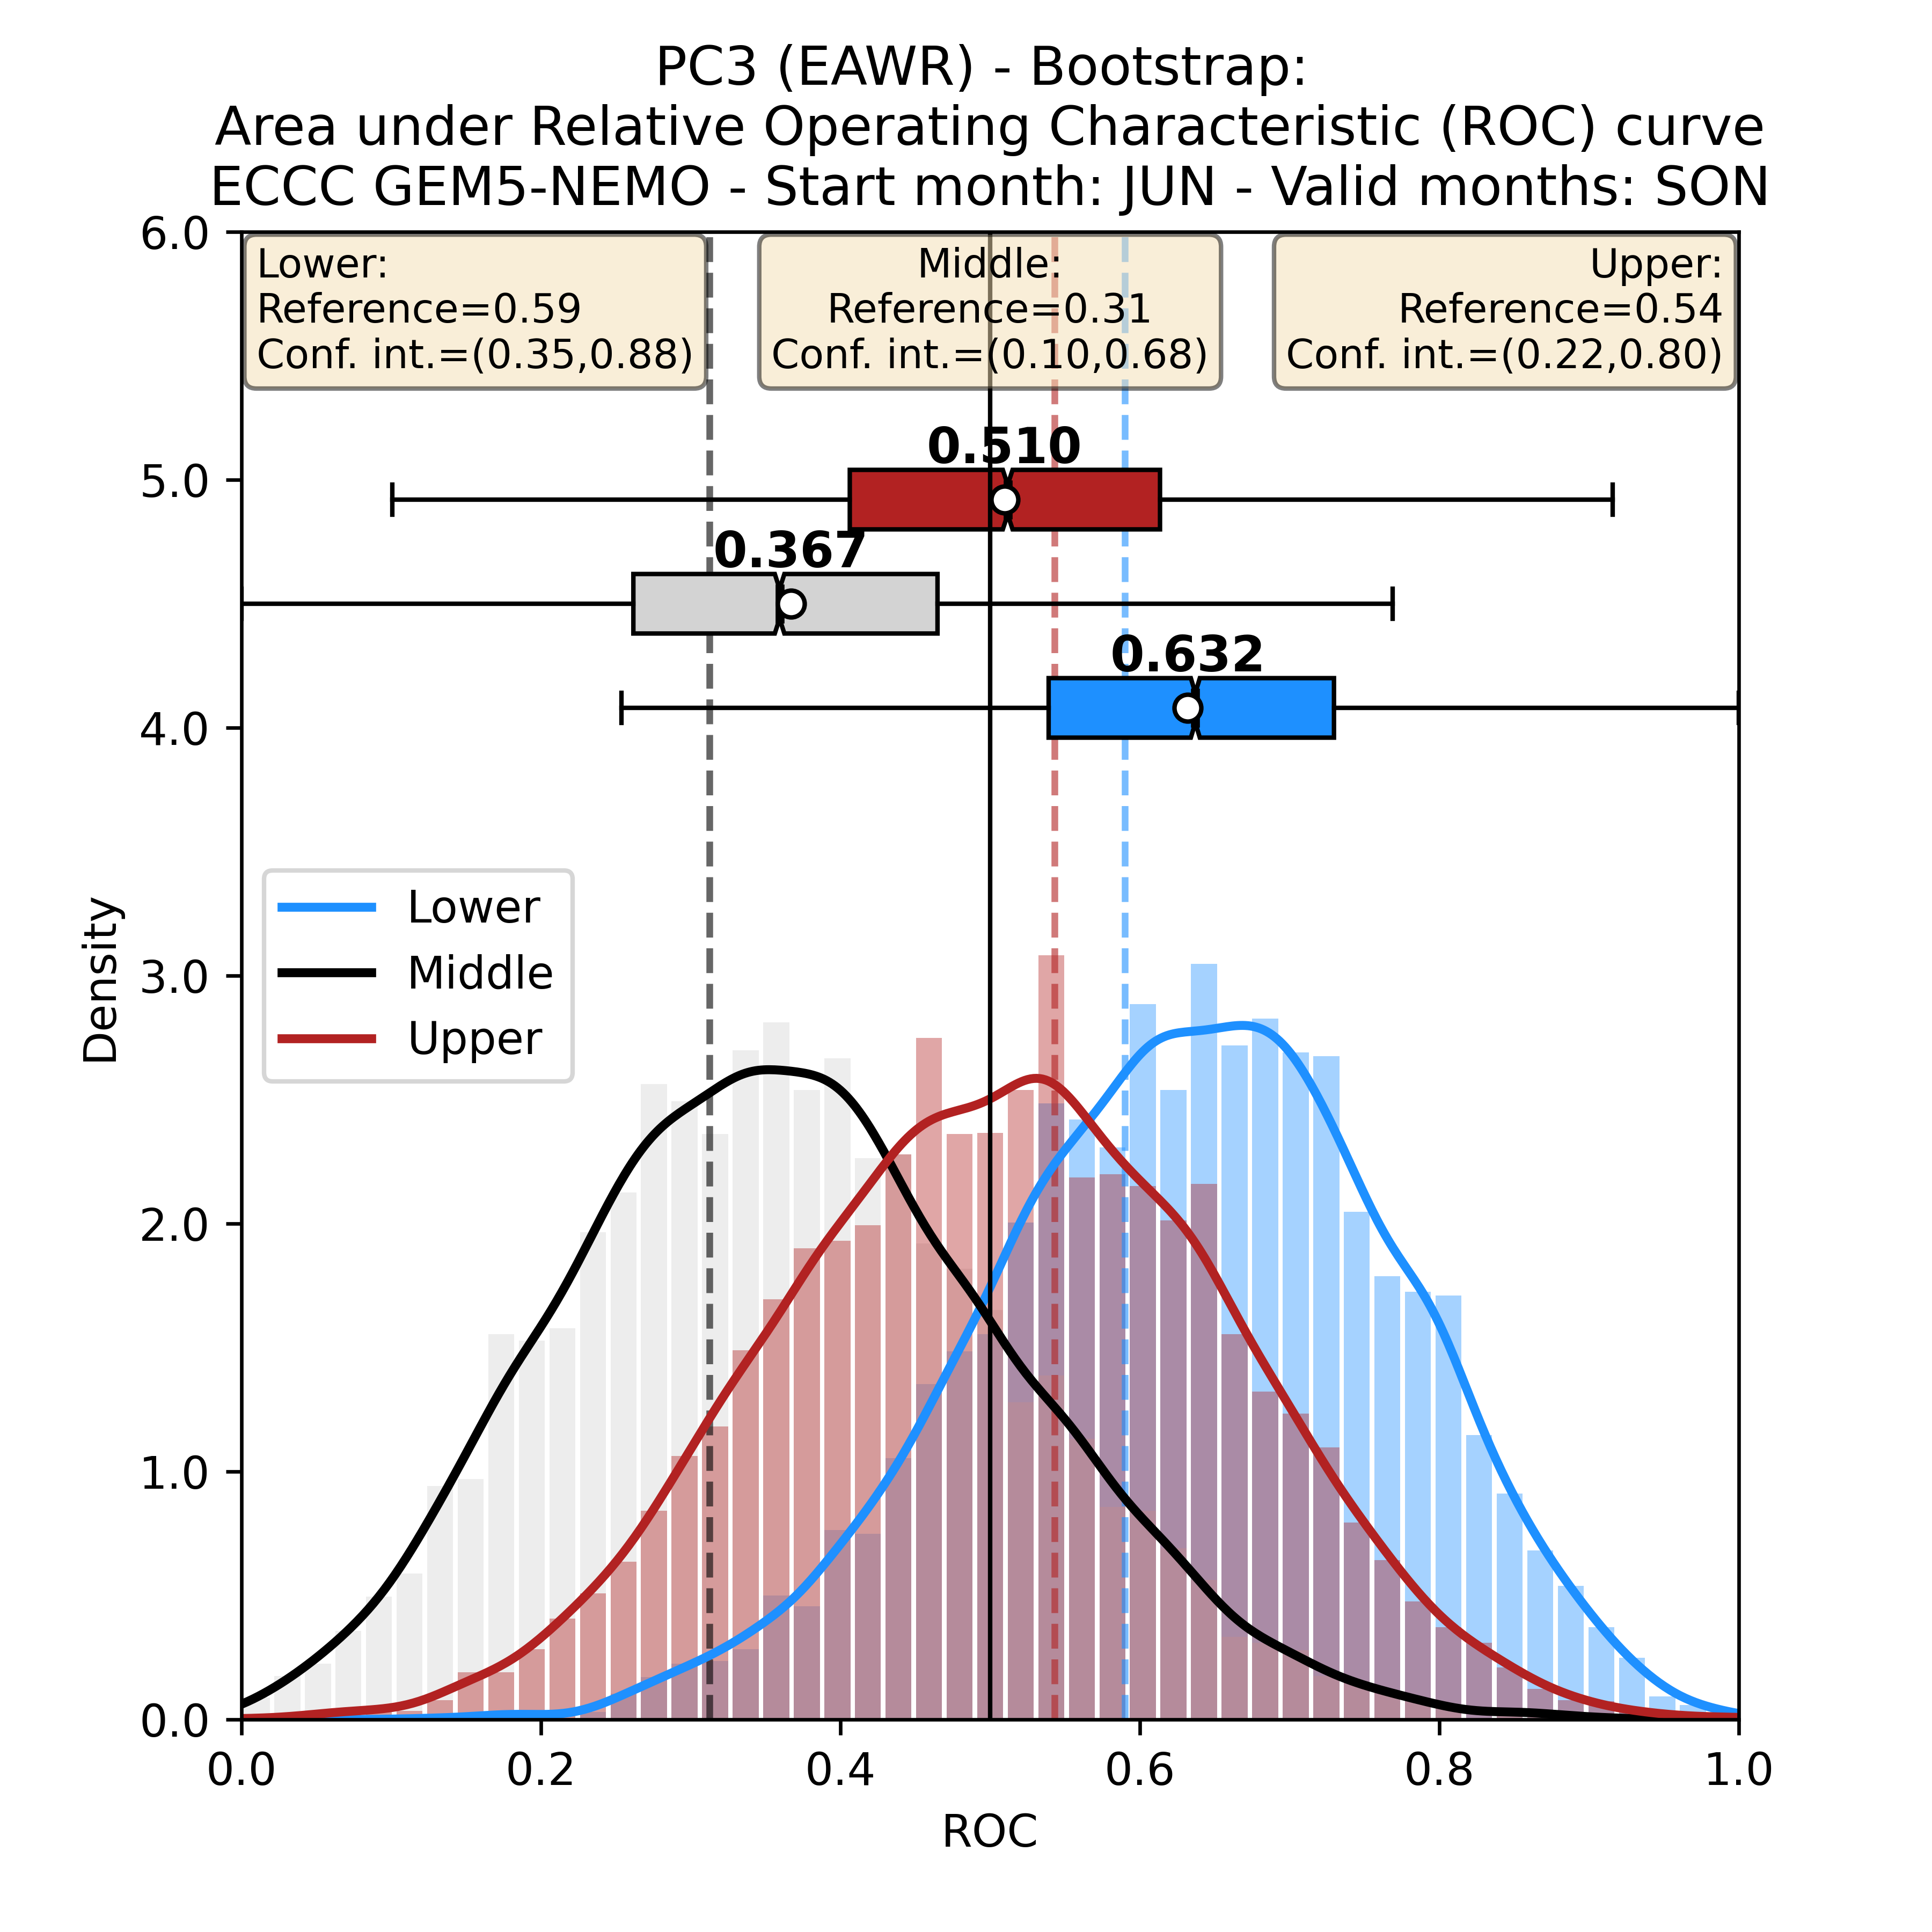 PC3 (EAWR) - Bootstrap:
Area under Relative Operating Characteristic (ROC) curve
ECCC GEM5-NEMO - Start month: JUN - Valid months: SON
Lower:
Reference=0.59
Conf. int.=(0.35,0.88)
Middle:
Reference=0.31
Conf. int.=(0.10,0.68)
Upper:
Reference=0.54
Conf. int.=(0.22,0.80)
0.510
0.367
0.632
Lower
Middle
Upper
Density
6.0
5.0
4.0
3.0
2.0
1.0
0.0
0.0 0.2 0.4 0.6 0.8 1.0
ROC